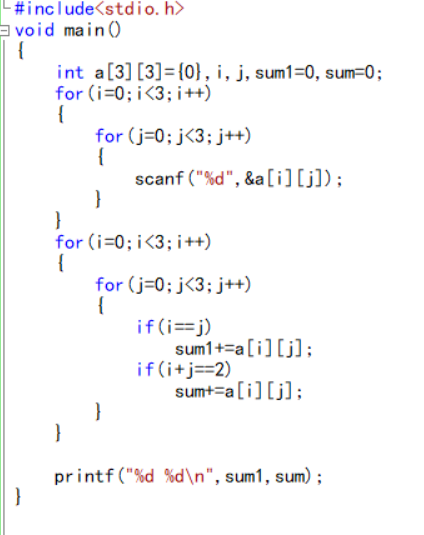 #include<stdio.h>
void main()
{
    int a[3][3]={0},i,j,sum1=0,sum=0;
    for(i=0;i<3;i++)
    {
        for(j=0;j<3;j++)
        {
            scanf("%d",&a[i][j]);
        }
    }
    for(i=0;i<3;i++)
    {
        for(j=0;j<3;j++)
        {
            if(i==j)
                sum1+=a[i][j];
            if(i+j==2)
                sum+=a[i][j];
        }
    }
    printf("%d %d\n",sum1,sum);
}